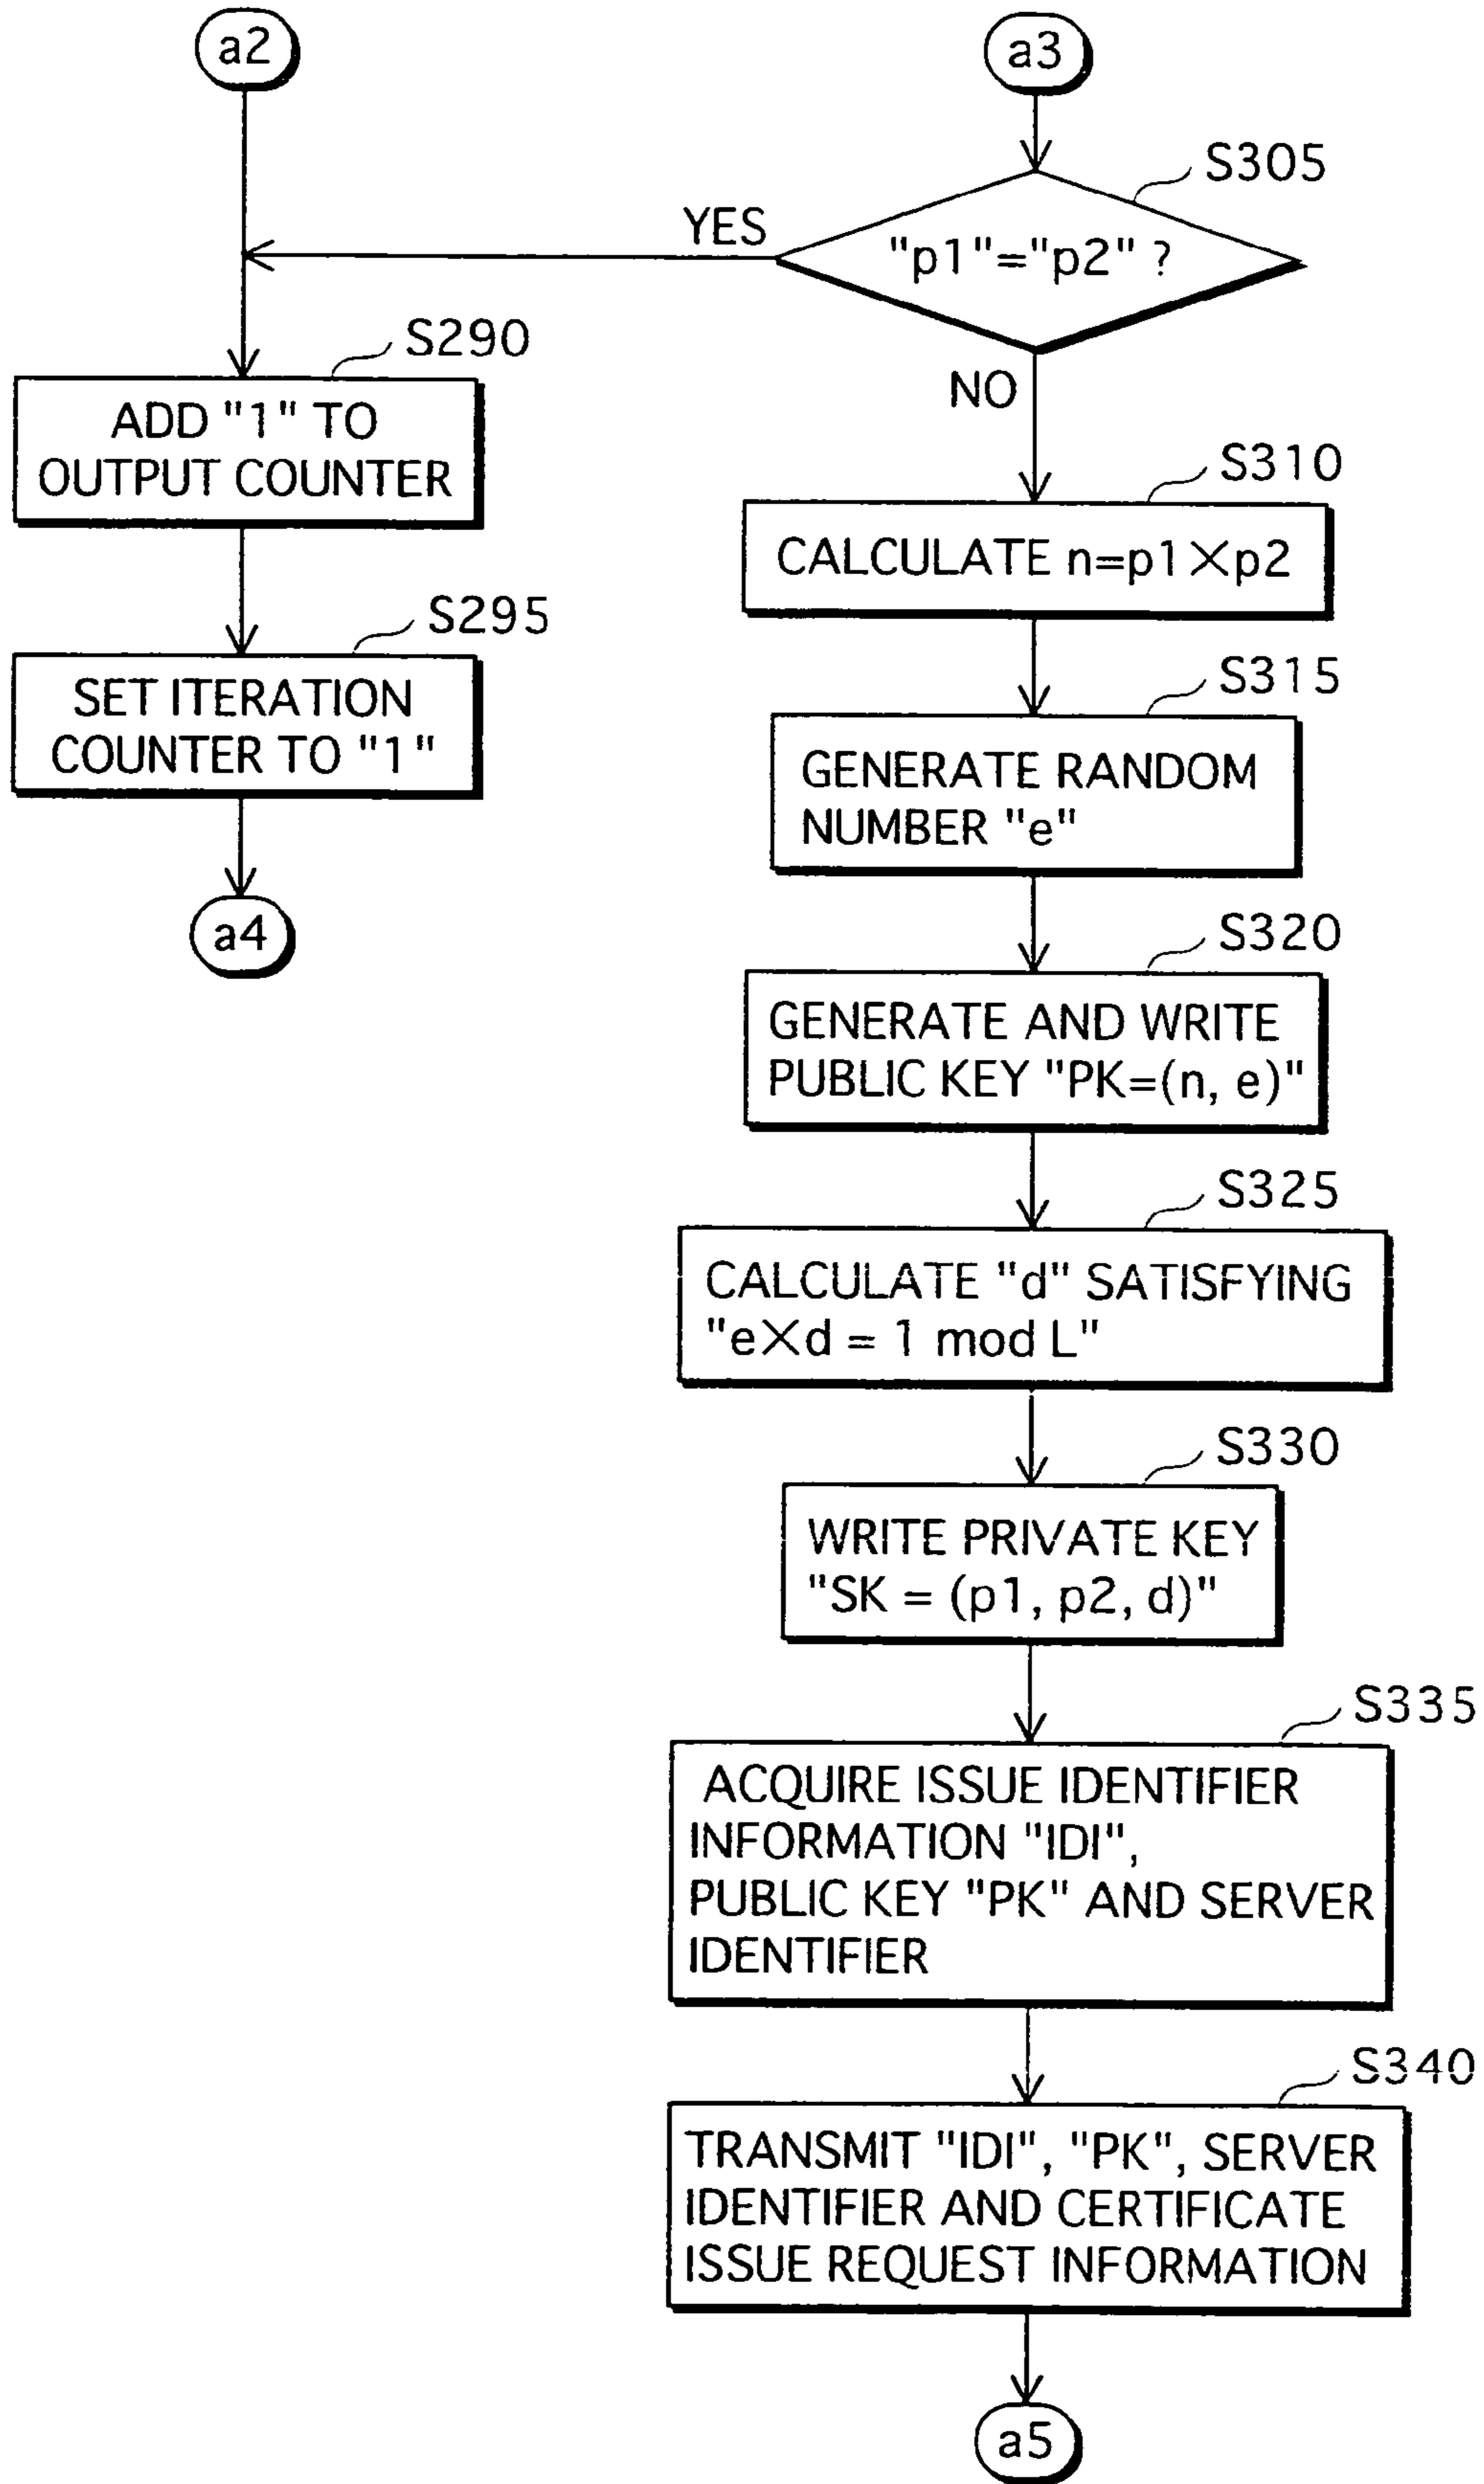 a2
a3
S305
"p1"="p2" ?
YES
NO
S290
ADD "1" TO
OUTPUT COUNTER
S295
SET ITERATION
COUNTER TO "1"
a4
S310
CALCULATE n=p1×p2
S315
GENERATE RANDOM
NUMBER "e"
S320
GENERATE AND WRITE
PUBLIC KEY "PK=(n, e)"
S325
CALCULATE "d" SATISFYING
"e×d = 1 mod L"
S330
WRITE PRIVATE KEY
"SK = (p1, p2, d)"
S335
ACQUIRE ISSUE IDENTIFIER
INFORMATION "IDI",
PUBLIC KEY "PK" AND SERVER
IDENTIFIER
S340
TRANSMIT "IDI", "PK", SERVER
IDENTIFIER AND CERTIFICATE
ISSUE REQUEST INFORMATION
a5